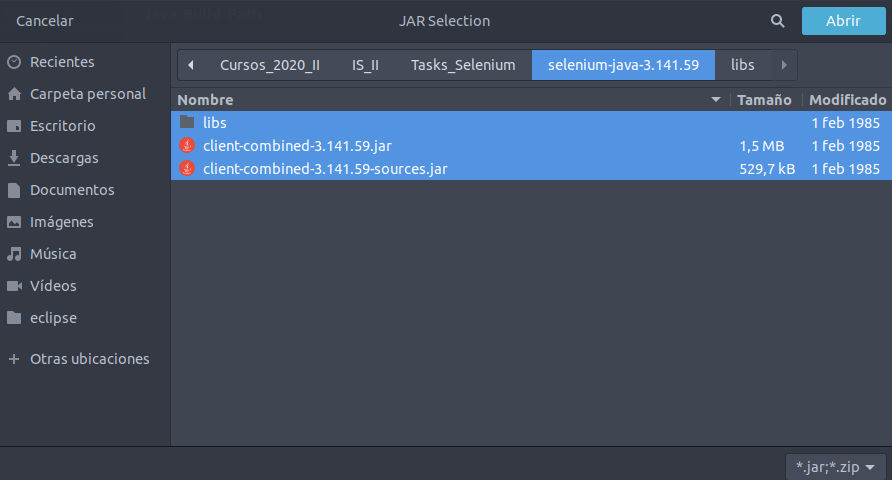 Cancelar JAR Selection Abrir
Recientes
Carpeta personal
Escritorio
Descargas
Documentos
Imágenes
Música
Vídeos
eclipse
Otras ubicaciones
Cursos_2020_II IS_II Tasks_Selenium selenium-java-3.141.59 libs
Nombre Tamaño Modificado
libs 1 feb 1985
client-combined-3.141.59.jar 1,5 MB 1 feb 1985
client-combined-3.141.59-sources.jar 529,7 kB 1 feb 1985
*.jar;*.zip